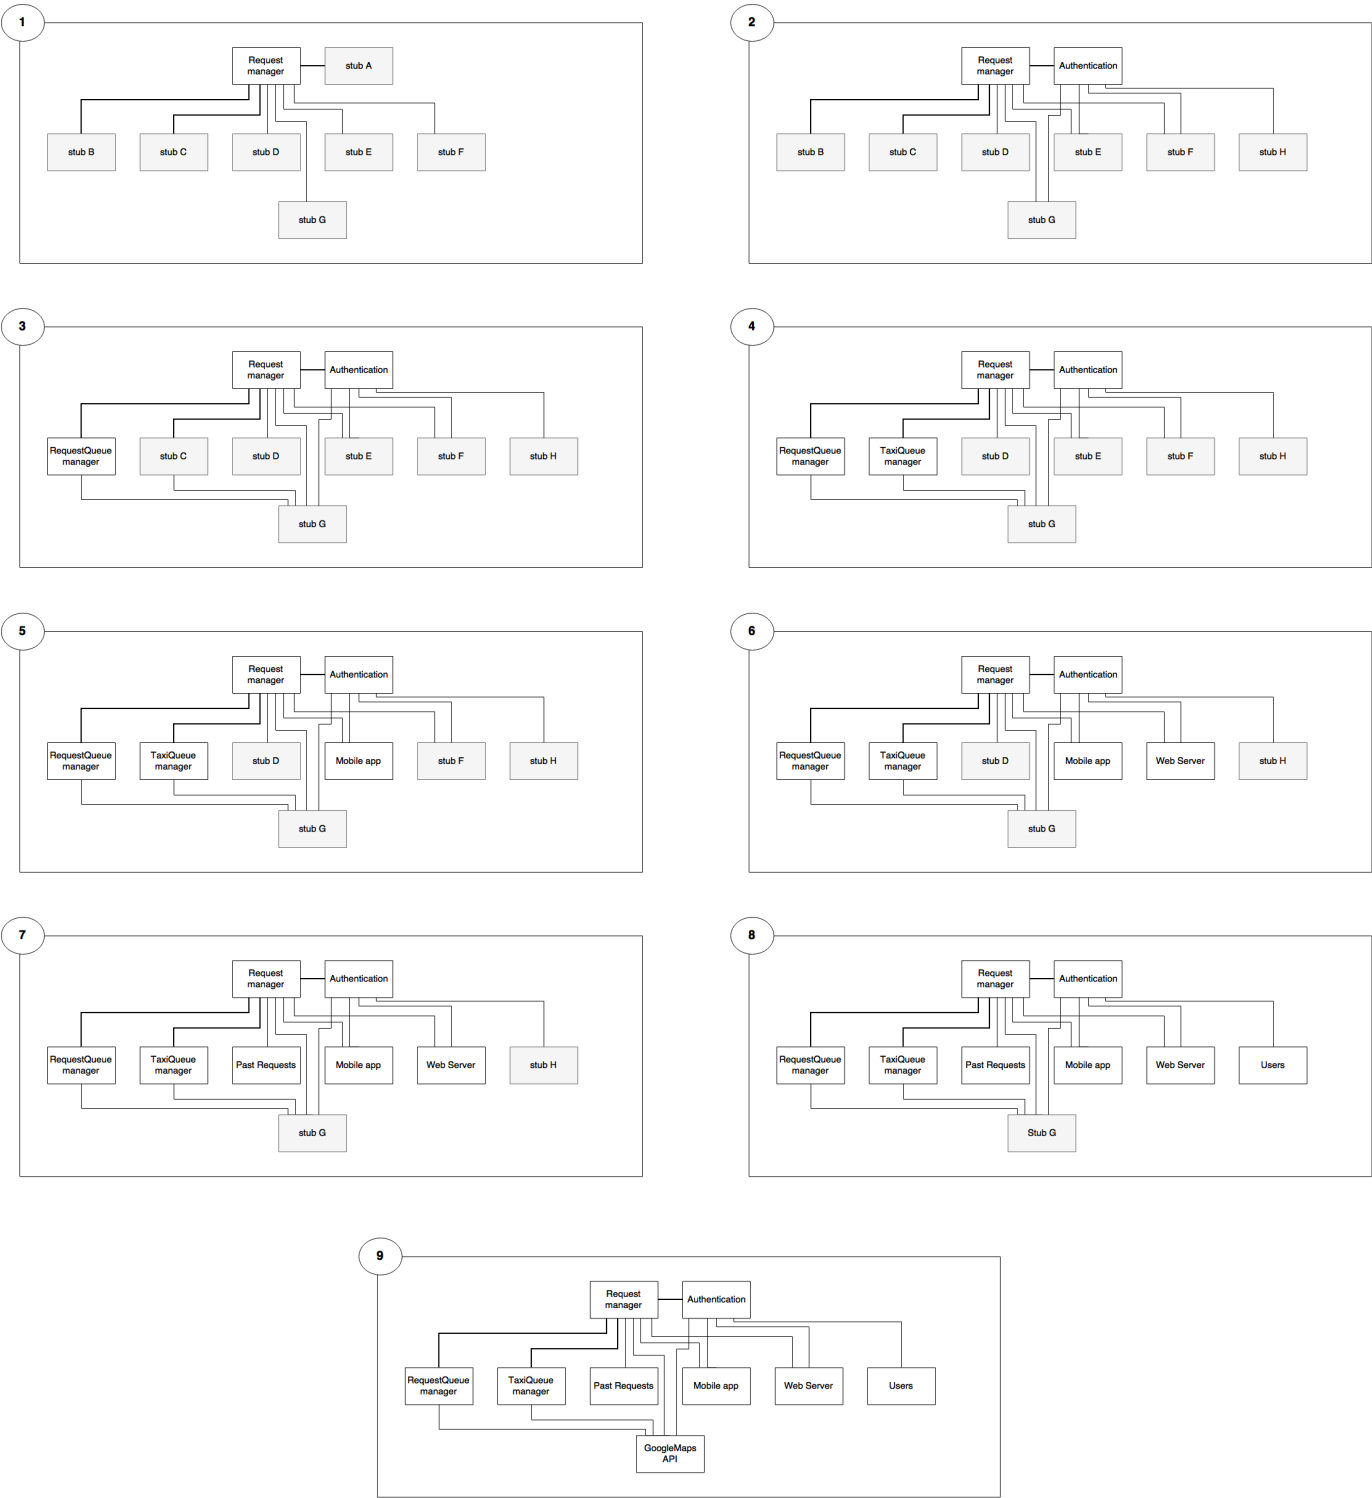 1
Request
manager
stub A
stub B
stub C
stub D
stub E
stub F
stub G
2
Request
manager
Authentication
stub B
stub C
stub D
stub E
stub F
stub H
stub G
3
Request
manager
Authentication
RequestQueue
manager
stub C
stub D
stub E
stub F
stub H
stub G
4
Request
manager
Authentication
RequestQueue
manager
TaxiQueue
manager
stub D
stub E
stub F
stub H
stub G
5
Request
manager
Authentication
RequestQueue
manager
TaxiQueue
manager
stub D
Mobile app
stub F
stub H
stub G
6
Request
manager
Authentication
RequestQueue
manager
TaxiQueue
manager
stub D
Mobile app
Web Server
stub H
stub G
7
Request
manager
Authentication
RequestQueue
manager
TaxiQueue
manager
Past Requests
Mobile app
Web Server
stub H
stub G
8
Request
manager
Authentication
RequestQueue
manager
TaxiQueue
manager
Past Requests
Mobile app
Web Server
Users
Stub G
9
Request
manager
Authentication
RequestQueue
manager
TaxiQueue
manager
Past Requests
Mobile app
Web Server
Users
GoogleMaps
API